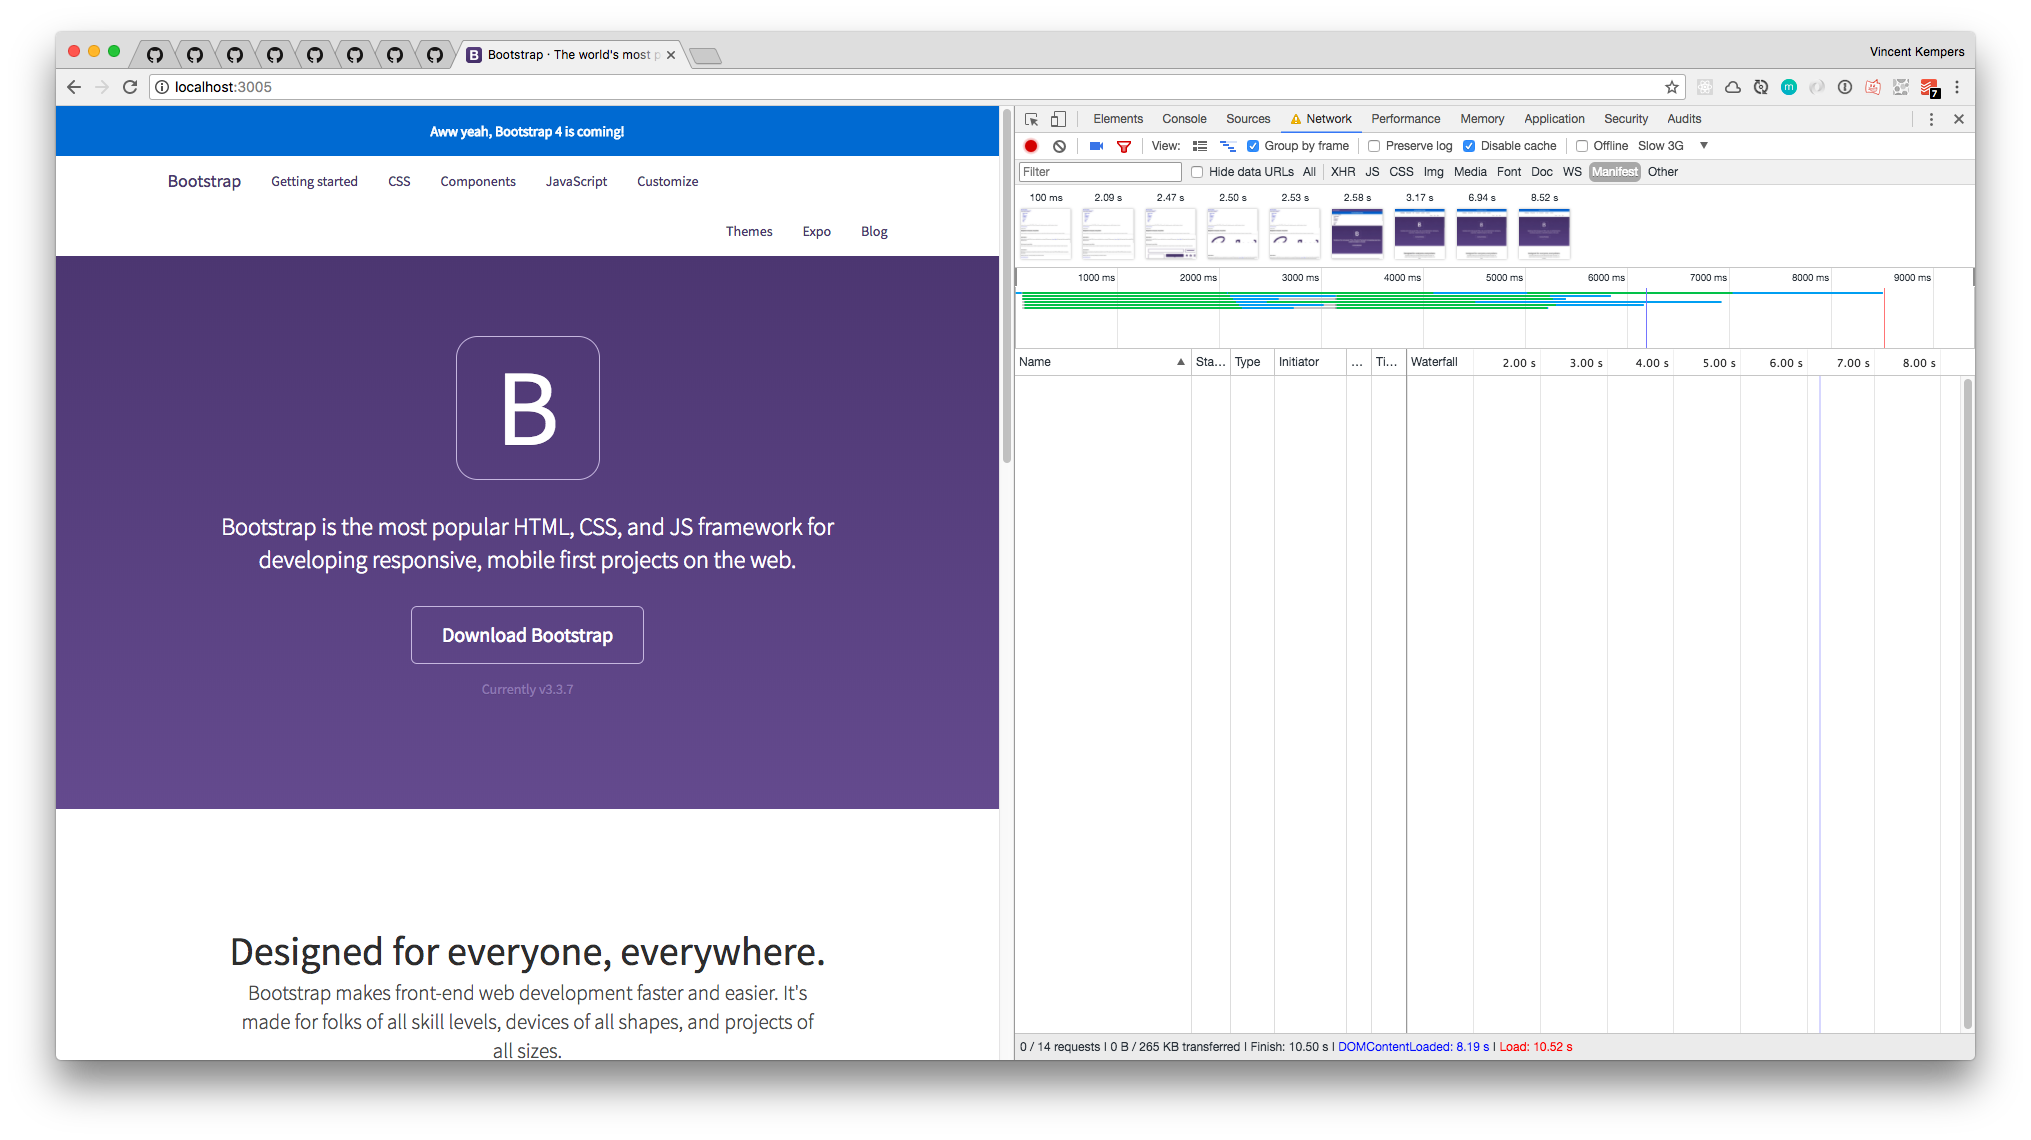 Bootstrap · The world's most p
Vincent Kempers
localhost:3005
7
Aww yeah, Bootstrap 4 is coming!
Bootstrap Getting started CSS Components JavaScript Customize
Themes Expo Blog
B
Bootstrap is the most popular HTML, CSS, and JS framework for
developing responsive, mobile first projects on the web.
Download Bootstrap
Currently v3.3.7
Designed for everyone, everywhere.
Bootstrap makes front-end web development faster and easier. It's
made for folks of all skill levels, devices of all shapes, and projects of
all sizes.
Elements Console Sources Network Performance Memory Application Security Audits
View: Group by frame Preserve log Disable cache Offline Slow 3G
Filter Hide data URLs All XHR JS CSS Img Media Font Doc WS Manifest Other
100 ms 2.09 s 2.47 s 2.50 s 2.53 s 2.58 s 3.17 s 6.94 s 8.52 s
1000 ms 2000 ms 3000 ms 4000 ms 5000 ms 6000 ms 7000 ms 8000 ms 9000 ms
Name Sta... Type Initiator ... Ti... Waterfall 2.00 s 3.00 s 4.00 s 5.00 s 6.00 s 7.00 s 8.00 s
0 / 14 requests | 0 B / 265 KB transferred | Finish: 10.50 s | DOMContentLoaded: 8.19 s | Load: 10.52 s